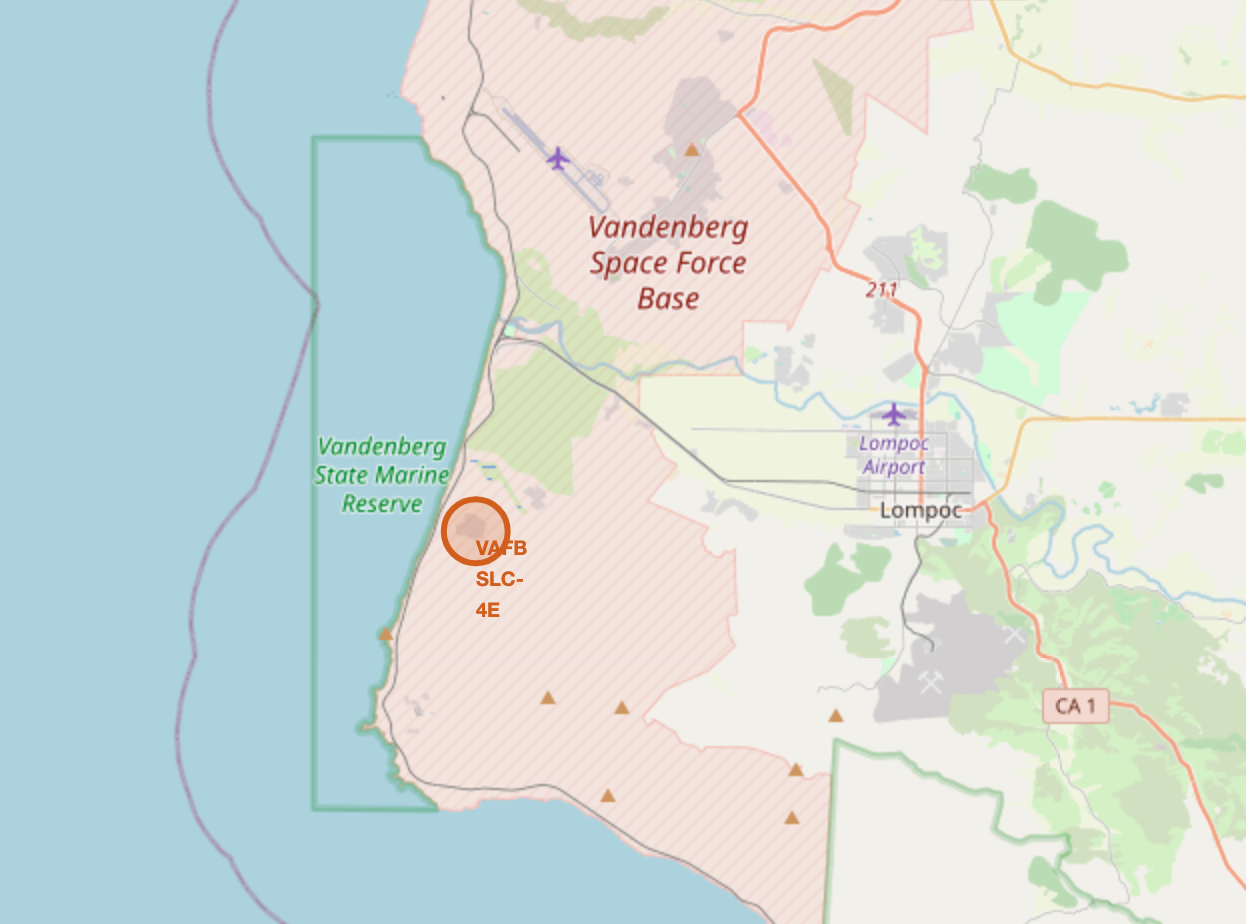 Vandenberg
Space Force
Base
211
Vandenberg
State Marine
Reserve
Lompoc
Airport
Lompoc
VAFB
SLC-
4E
CA 1